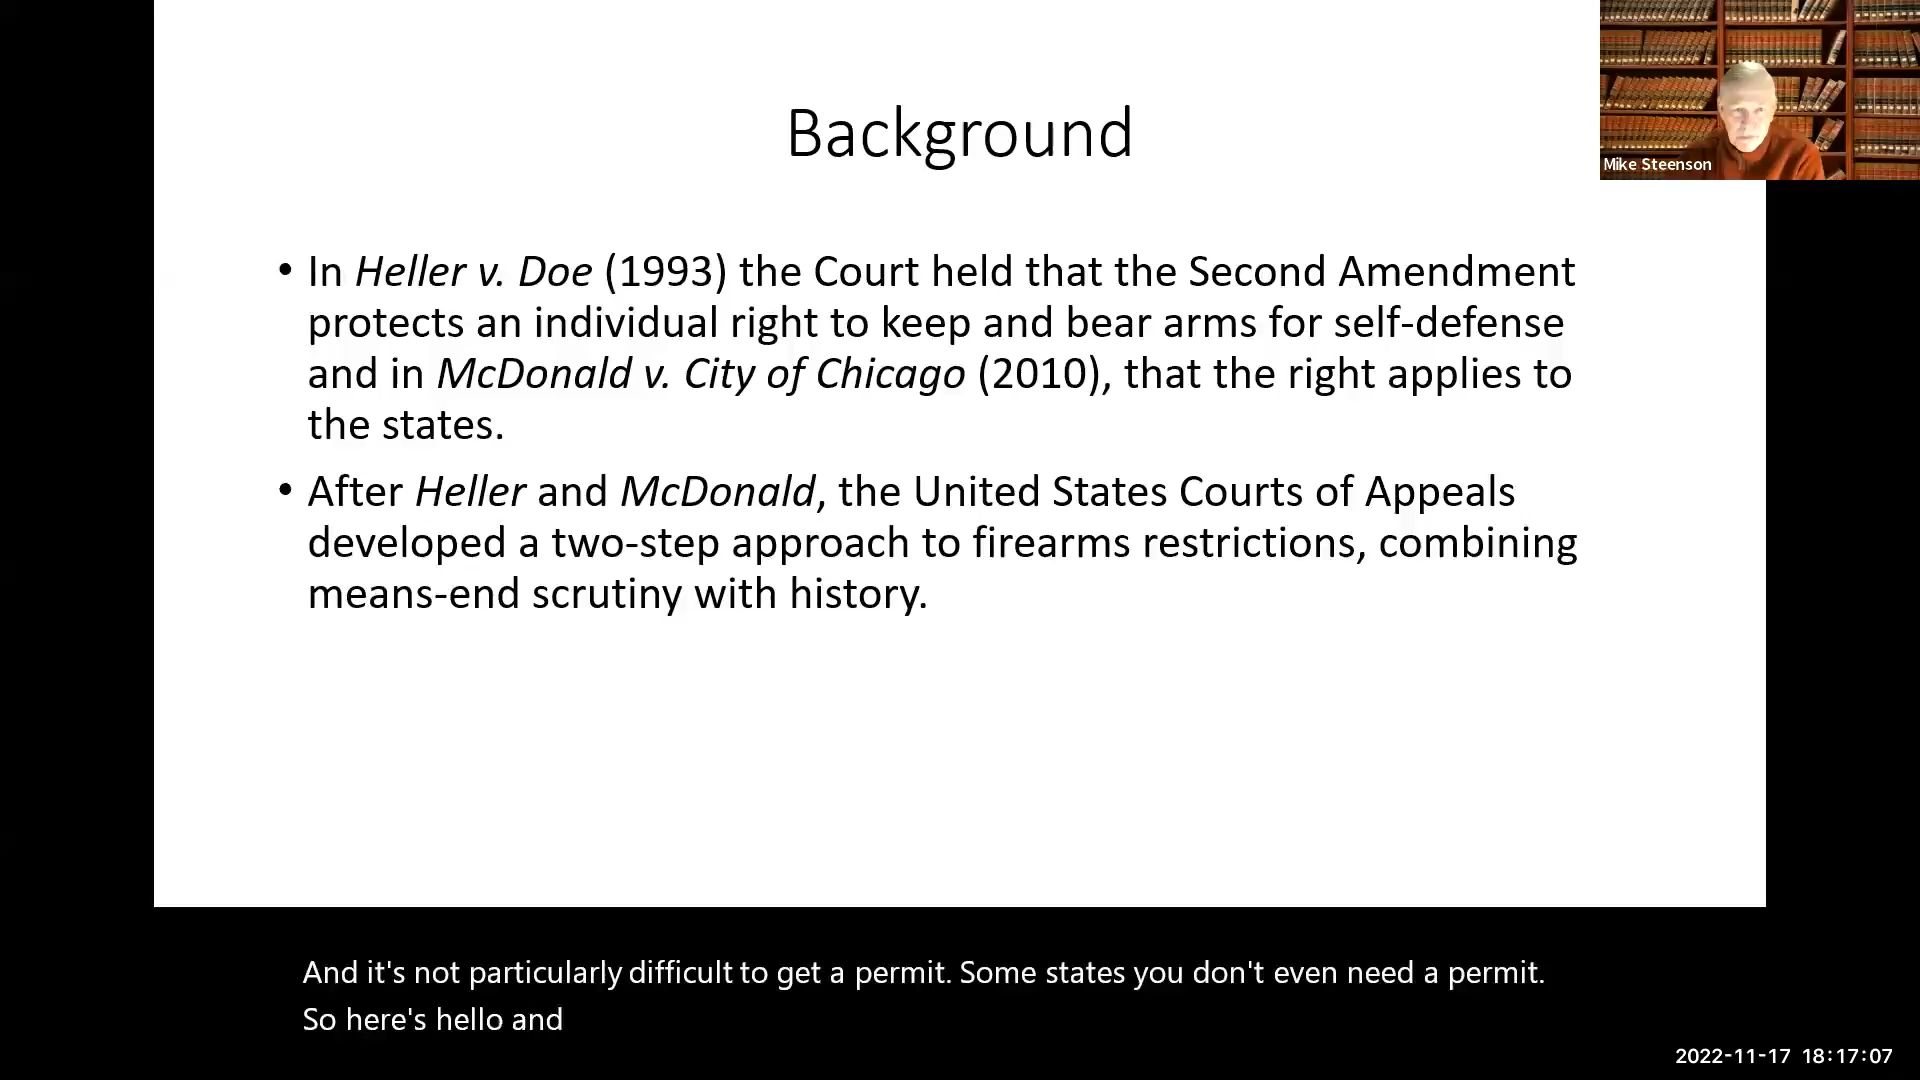 Background
Mike Steenson
• In Heller v. Doe (1993) the Court held that the Second Amendment
protects an individual right to keep and bear arms for self-defense
and in McDonald v. City of Chicago (2010), that the right applies to
the states.
• After Heller and McDonald, the United States Courts of Appeals
developed a two-step approach to firearms restrictions, combining
means-end scrutiny with history.
And it's not particularly difficult to get a permit. Some states you don't even need a permit.
So here's hello and
2022-11-17 18:17:07